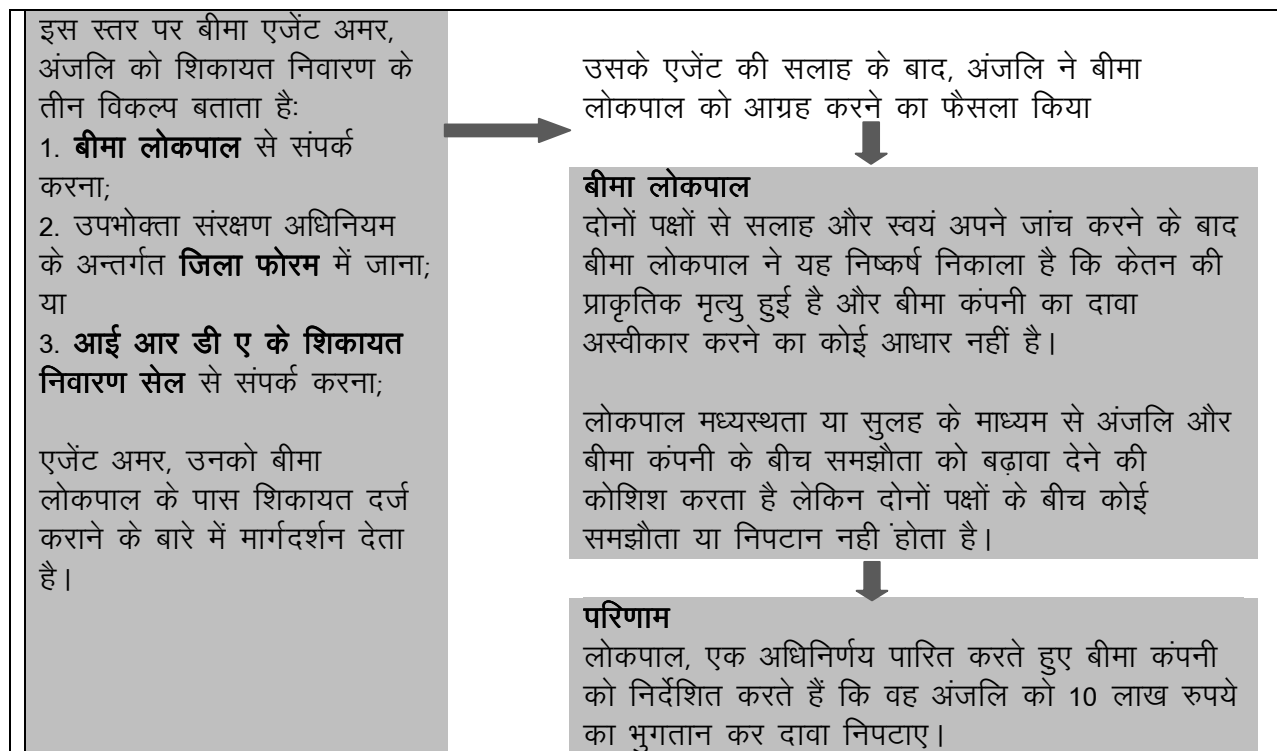 इस स्तर पर बीमा एजेंट अमर,
अंजलि को शिकायत निवारण के
तीन विकल्प बताता है:
1. बीमा लोकपाल से संपर्क
करना;
2. उपभोक्ता संरक्षण अधिनियम
के अन्तर्गत जिला फोरम में जाना;
या
3. आई आर डी ए के शिकायत
निवारण सेल से संपर्क करना;
एजेंट अमर, उनको बीमा
लोकपाल के पास शिकायत दर्ज
कराने के बारे में मार्गदर्शन देता
है।
उसके एजेंट की सलाह के बाद, अंजलि ने बीमा
लोकपाल को आग्रह करने का फैसला किया
बीमा लोकपाल
दोनों पक्षों से सलाह और स्वयं अपने जांच करने के बाद
बीमा लोकपाल ने यह निष्कर्ष निकाला है कि केतन की
प्राकृतिक मृत्यु हुई है और बीमा कंपनी का दावा
अस्वीकार करने का कोई आधार नहीं है।
लोकपाल मध्यस्थता या सुलह के माध्यम से अंजलि और
बीमा कंपनी के बीच समझौता को बढ़ावा देने की
कोशिश करता है लेकिन दोनों पक्षों के बीच कोई
समझौता या निपटान नही ंहोता है।
परिणाम
लोकपाल, एक अधिनिर्णय पारित करते हुए बीमा कंपनी
को निर्देशित करते हैं कि वह अंजलि को 10 लाख रुपये
का भुगतान कर दावा निपटाए।